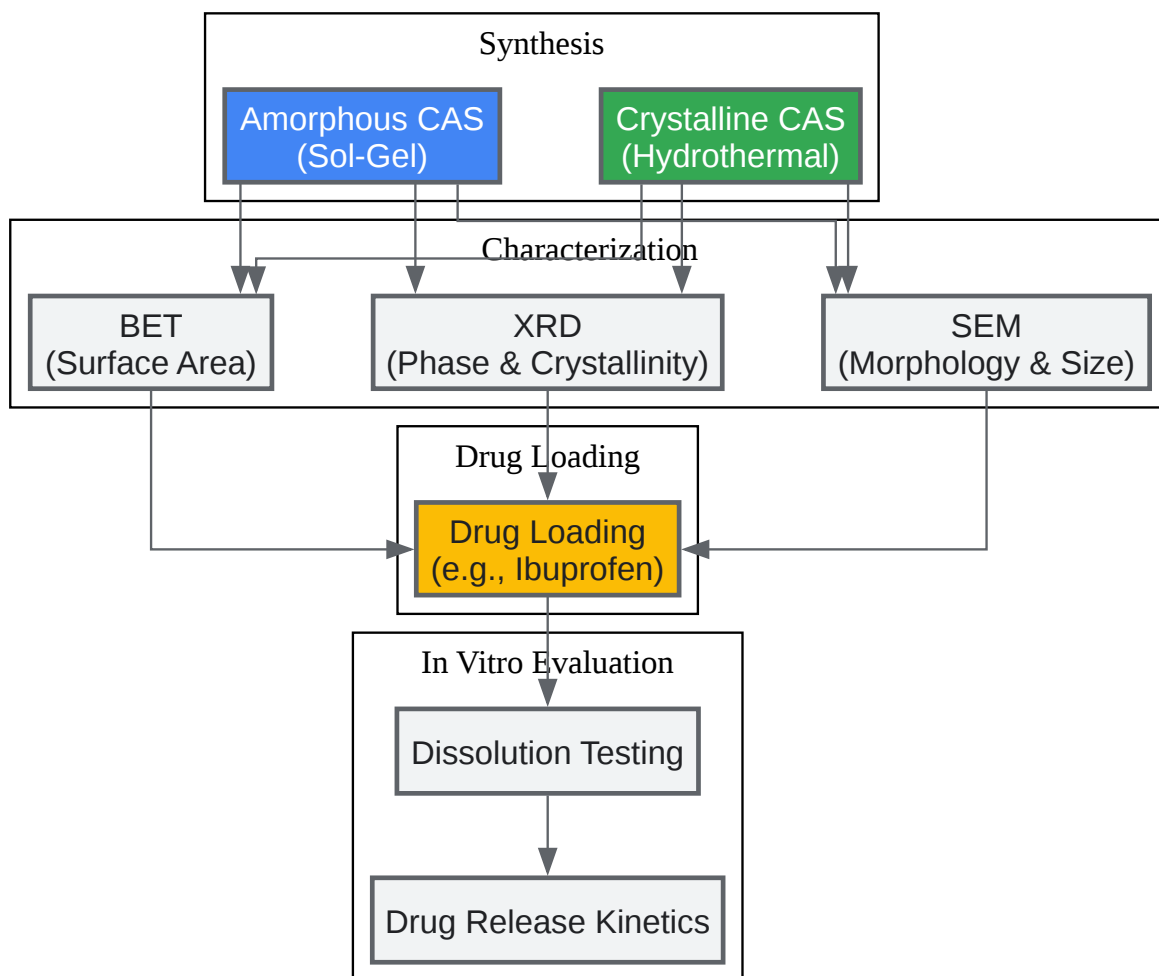 Synthesis
Amorphous CAS
(Sol-Gel)
Crystalline CAS
(Hydrothermal)
Characterization
BET
(Surface Area)
XRD
(Phase & Crystallinity)
SEM
(Morphology & Size)
Drug Loading
Drug Loading
(e.g., Ibuprofen)
In Vitro Evaluation
Dissolution Testing
Drug Release Kinetics